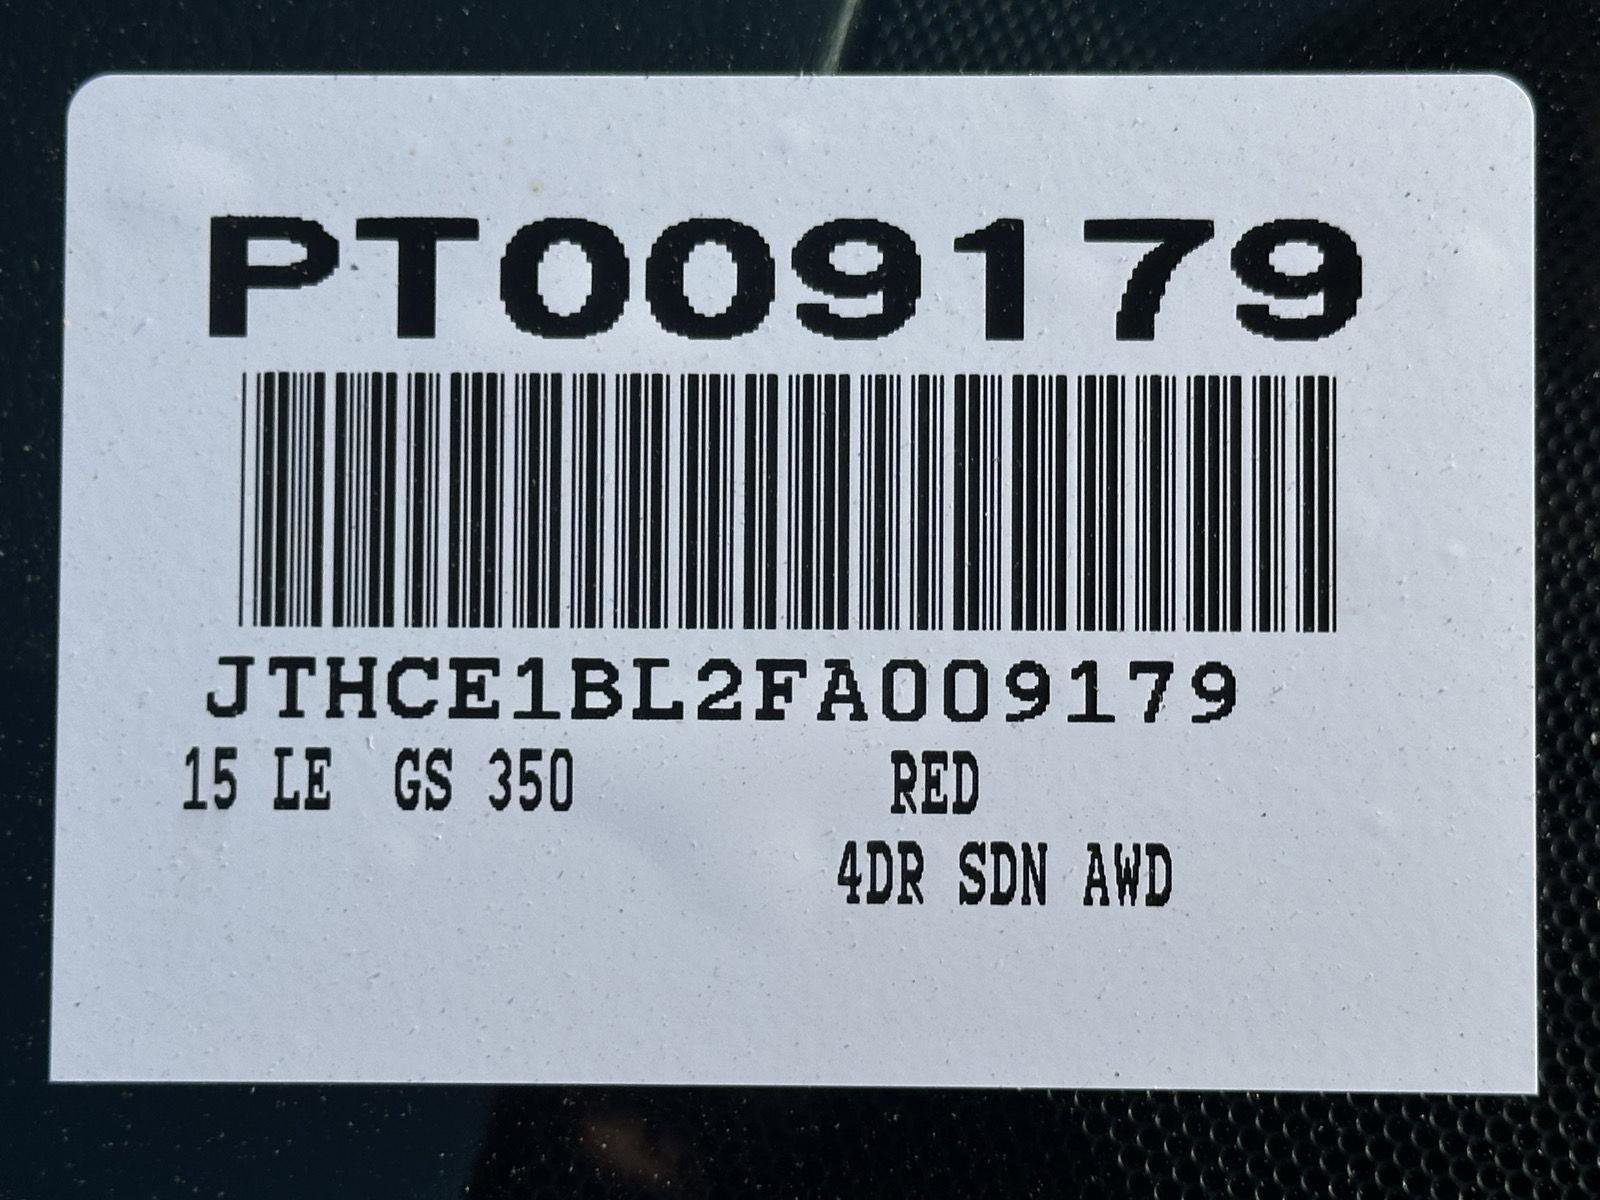 PT009179
JTHCE1BL2FA009179
15 LE GS 350 RED
4DR SDN AWD